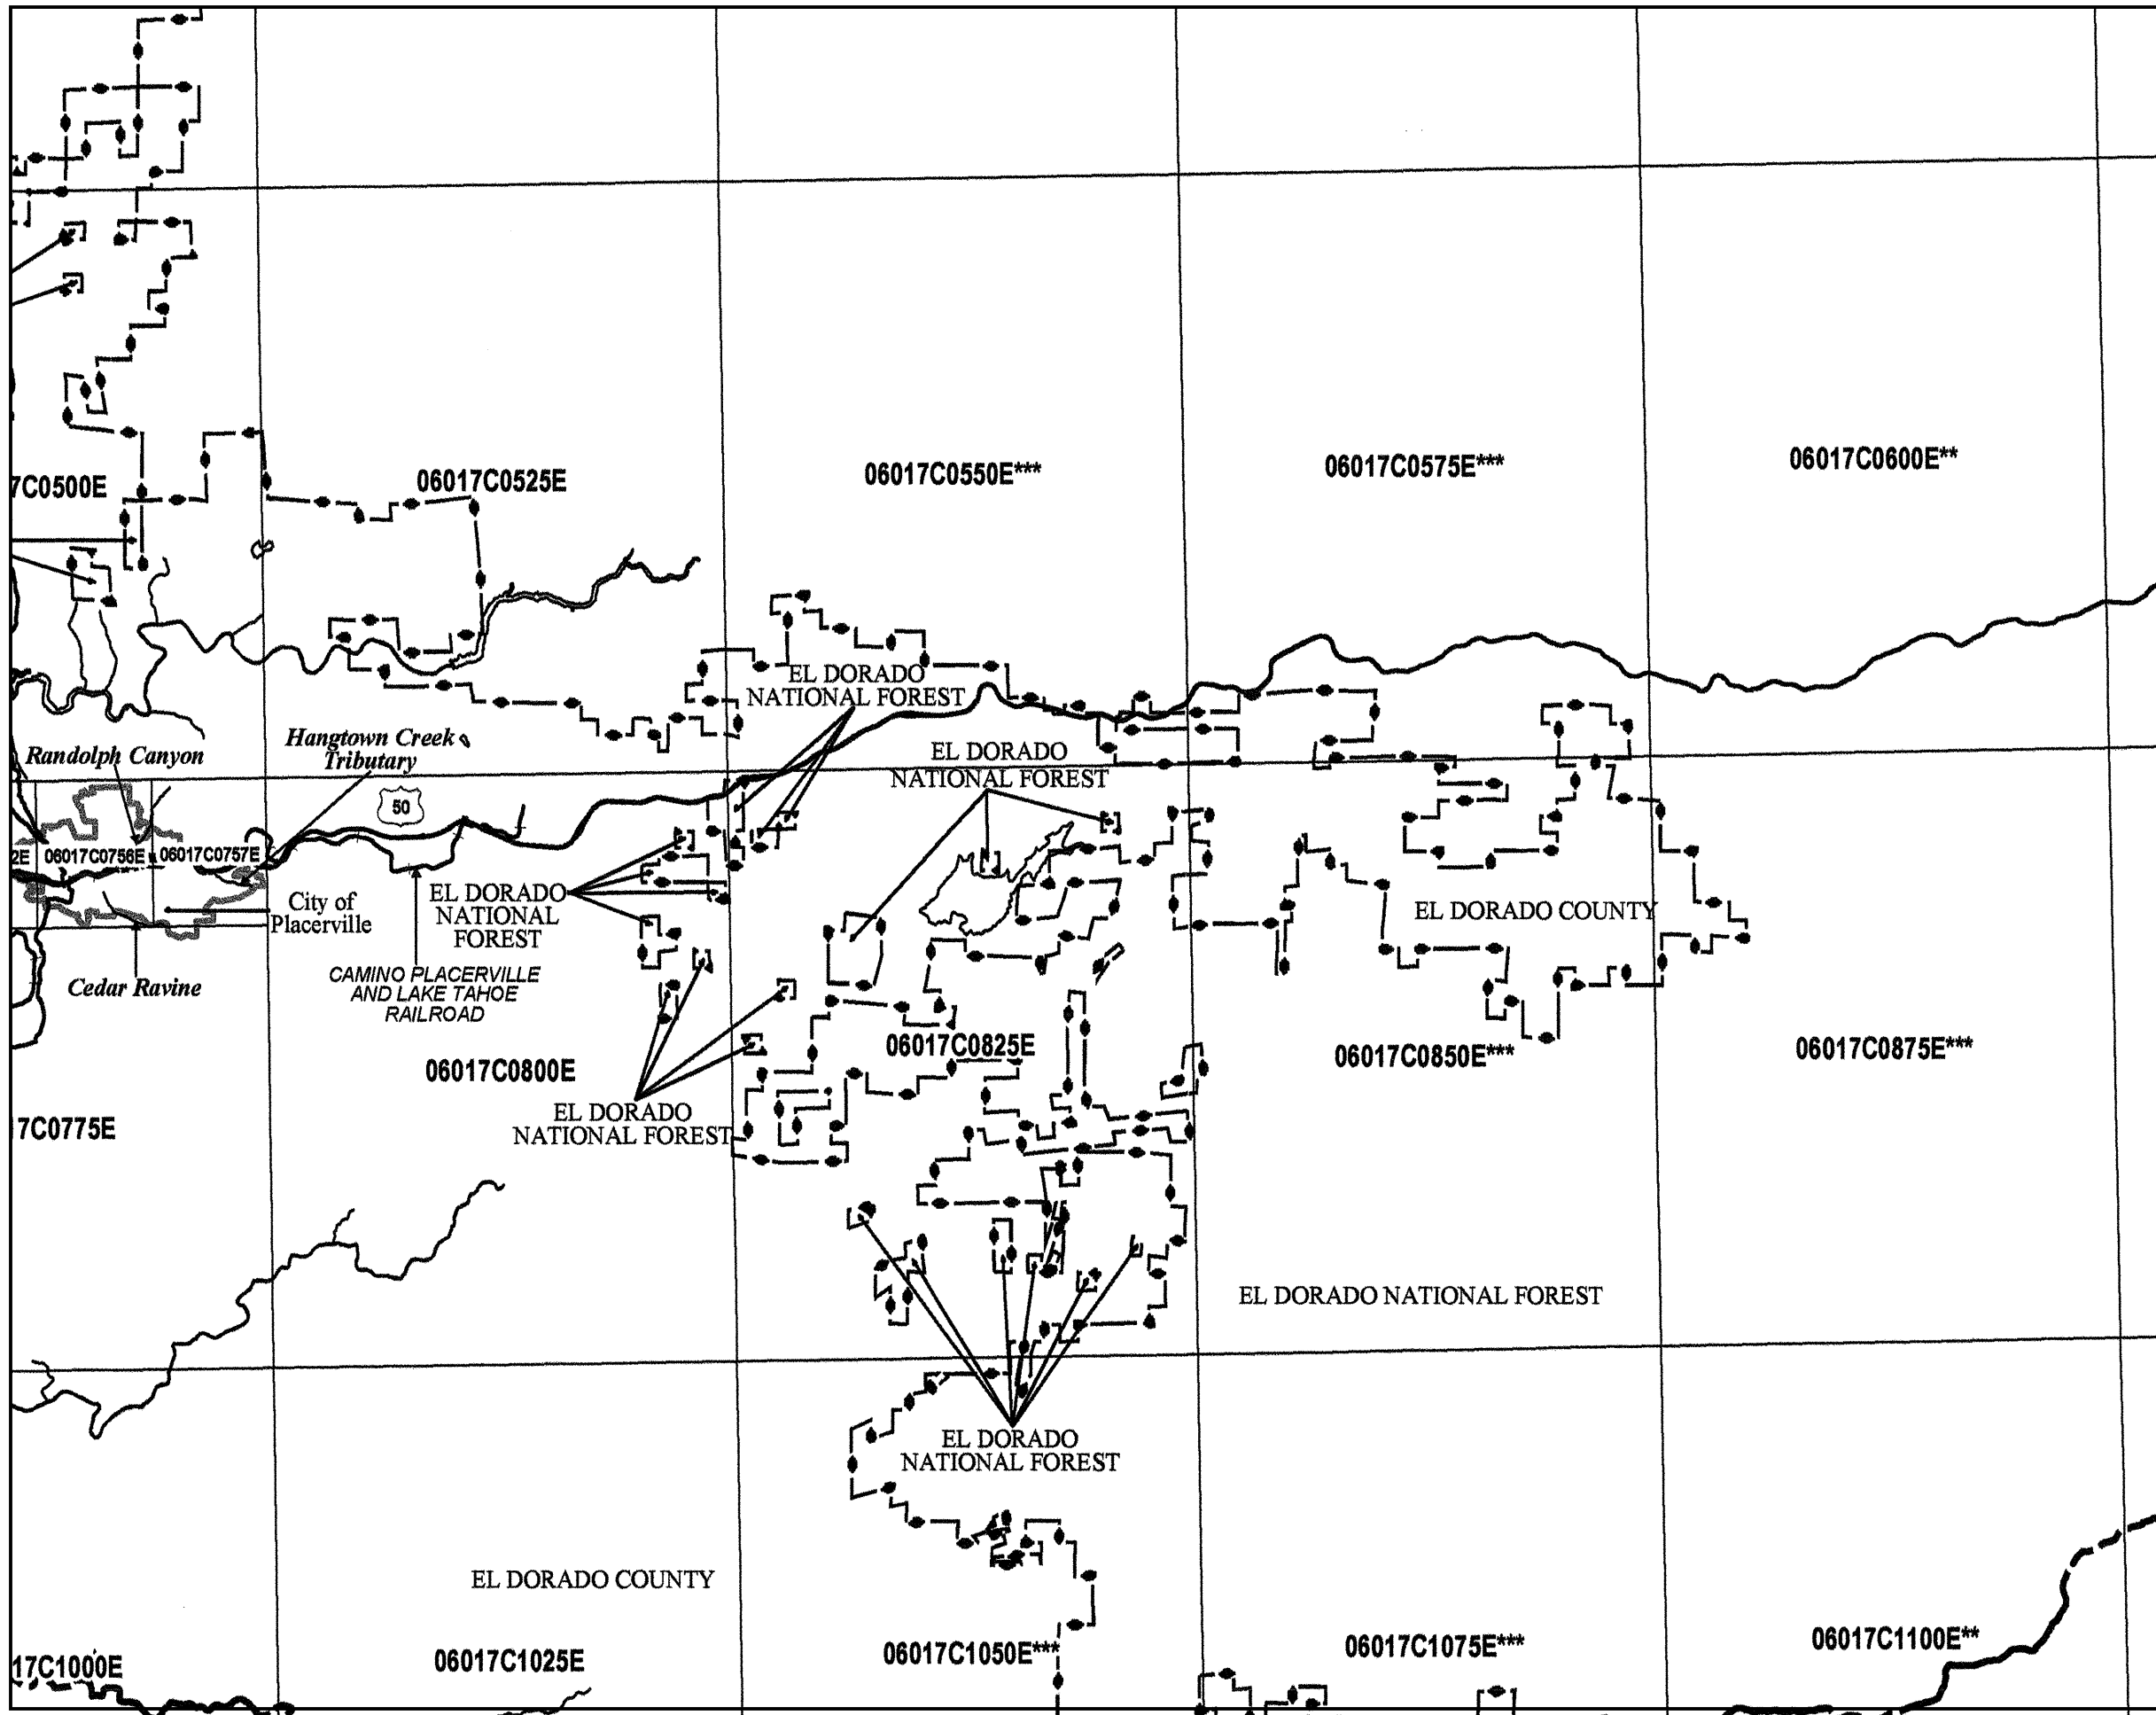 06017C0600E**
06017C0575E***
06017C0550E***
06017C0525E
7C0500E
EL DORADO
NATIONAL FOREST
Hangtown Creek
Tributary
Randolph Canyon
EL DORADO
NATIONAL FOREST
50
2E
06017C0756E
06017C0757E
EL DORADO
NATIONAL
FOREST
City of
Placerville
EL DORADO COUNTY
CAMINO PLACERVILLE
AND LAKE TAHOE
RAILROAD
Cedar Ravine
06017C0825E
06017C0850E***
06017C0875E***
06017C0800E
EL DORADO
NATIONAL FOREST
17C0775E
EL DORADO NATIONAL FOREST
EL DORADO
NATIONAL FOREST
EL DORADO COUNTY
06017C1100E**
06017C1075E***
06017C1050E***
06017C1025E
17C1000E